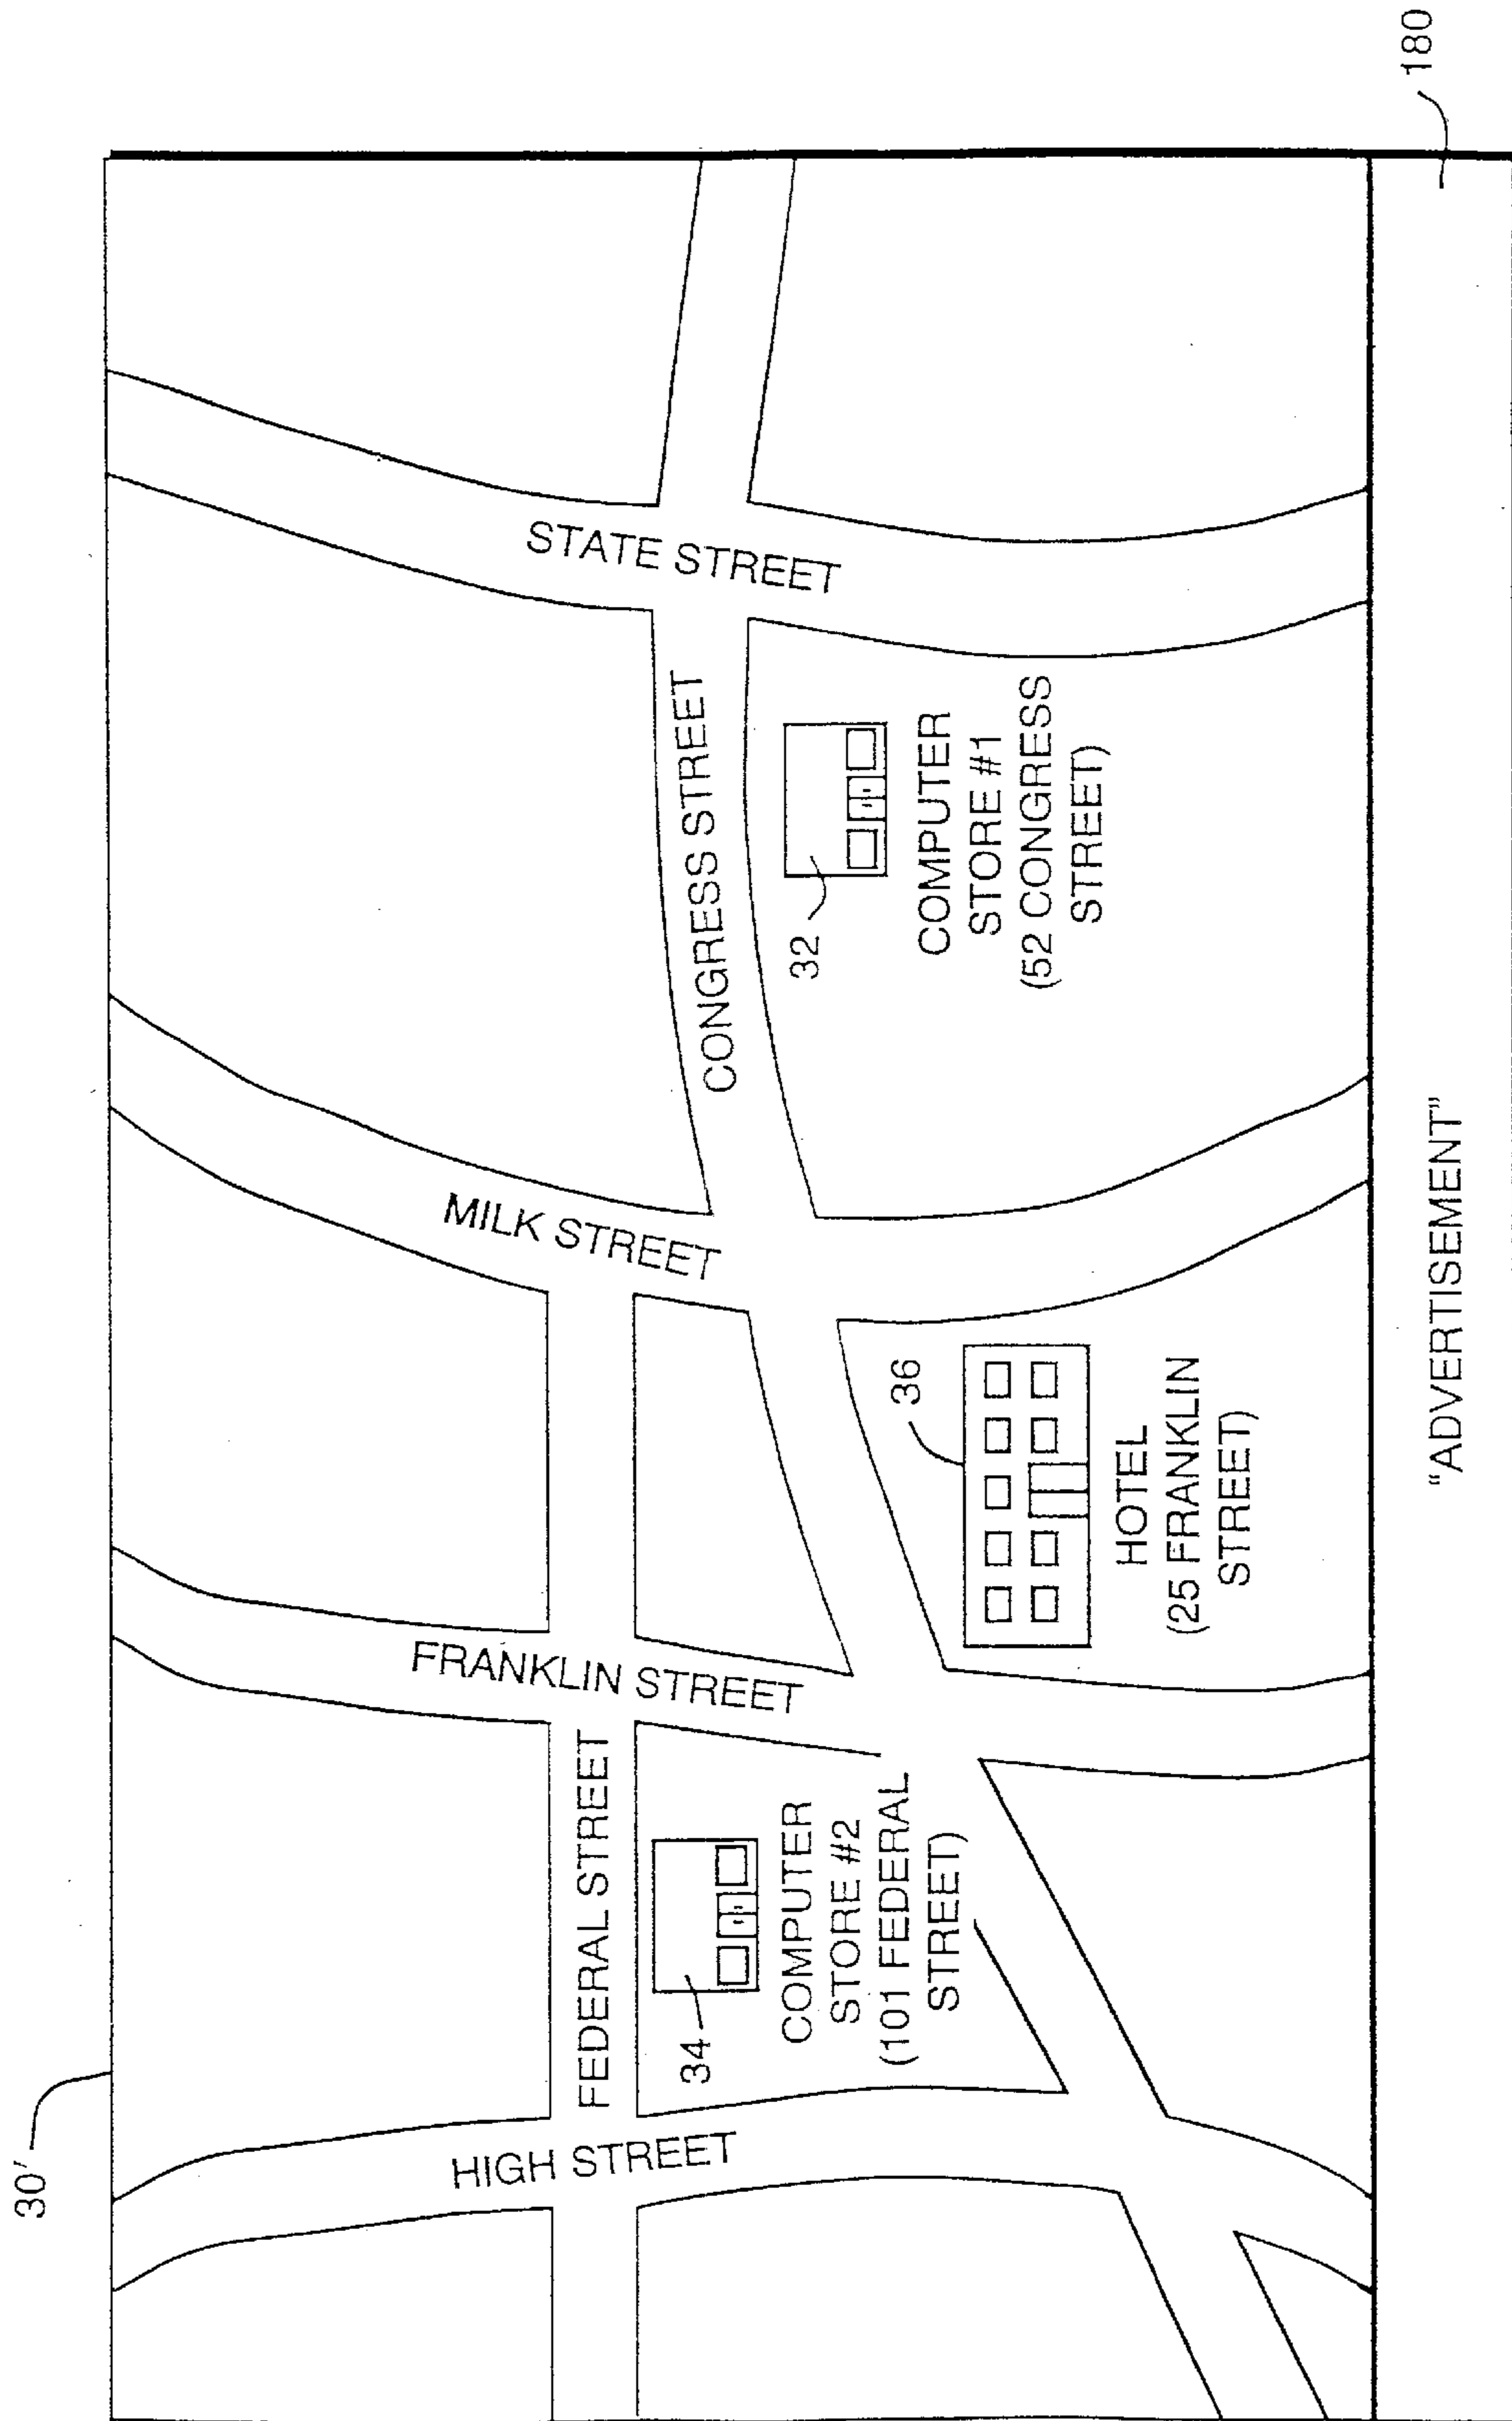 30'
HIGH STREET
FEDERAL STREET
34
COMPUTER
STORE #2
(101 FEDERAL
STREET)
FRANKLIN STREET
36
HOTEL
(25 FRANKLIN
STREET)
MILK STREET
CONGRESS STREET
32
COMPUTER
STORE #1
(52 CONGRESS
STREET)
STATE STREET
"ADVERTISEMENT"
180